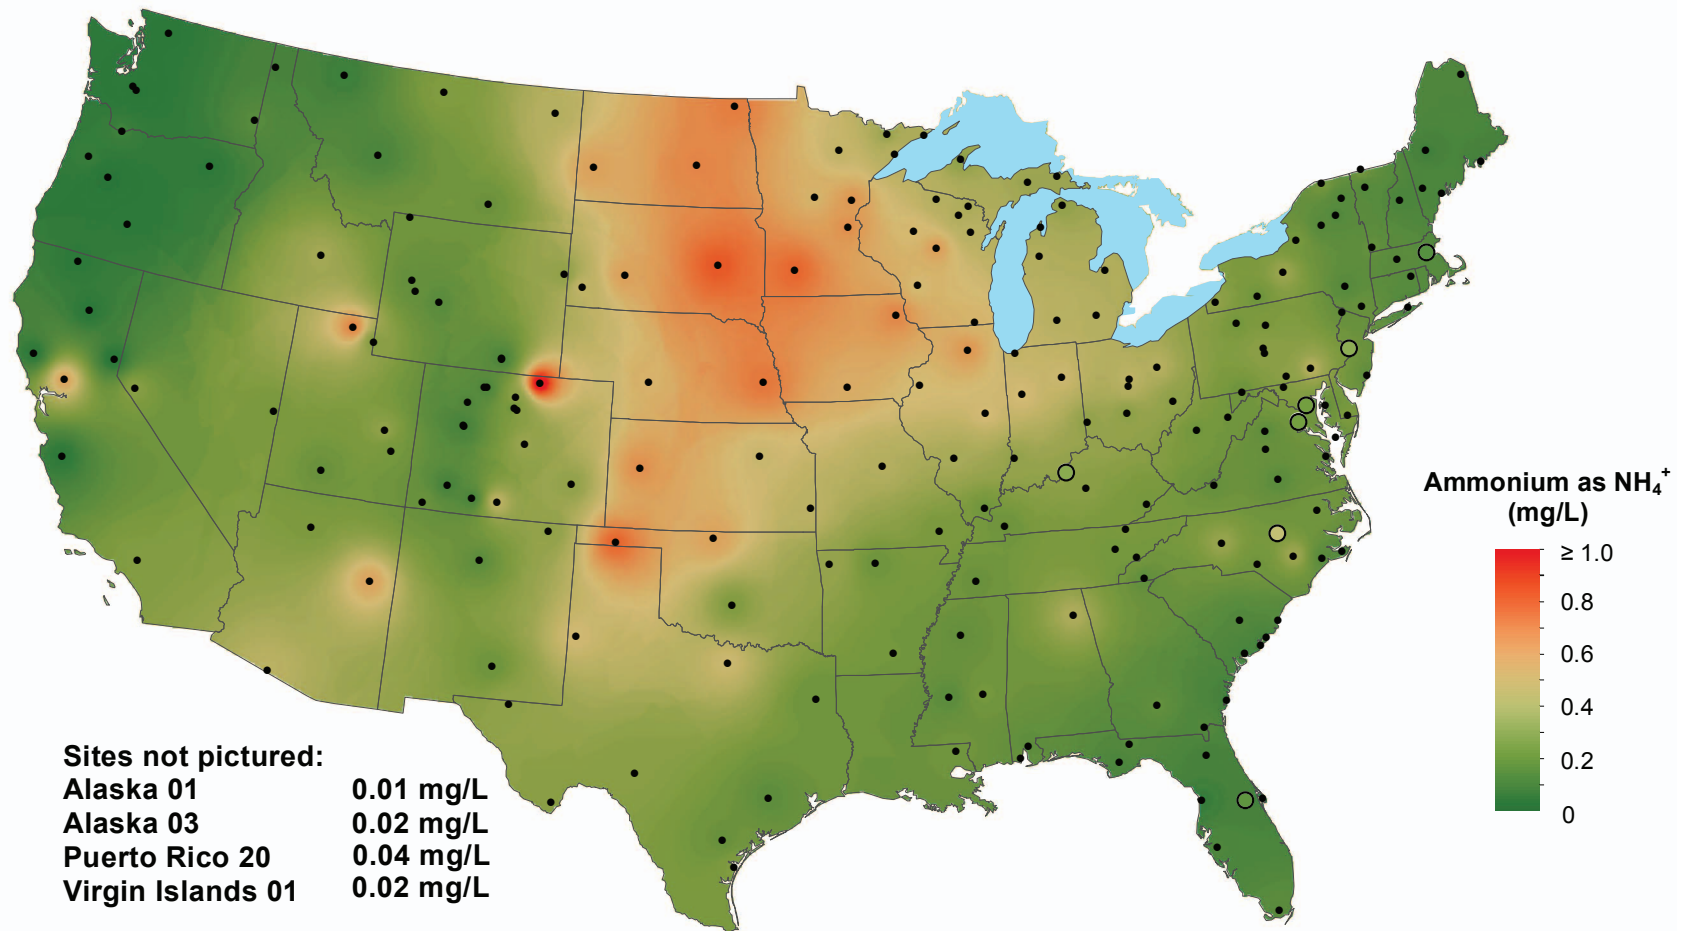 Ammonium as NH₄⁺
(mg/L)
≥ 1.0
0.8
0.6
0.4
0.2
0
Sites not pictured:
Alaska 01 0.01 mg/L
Alaska 03 0.02 mg/L
Puerto Rico 20 0.04 mg/L
Virgin Islands 01 0.02 mg/L